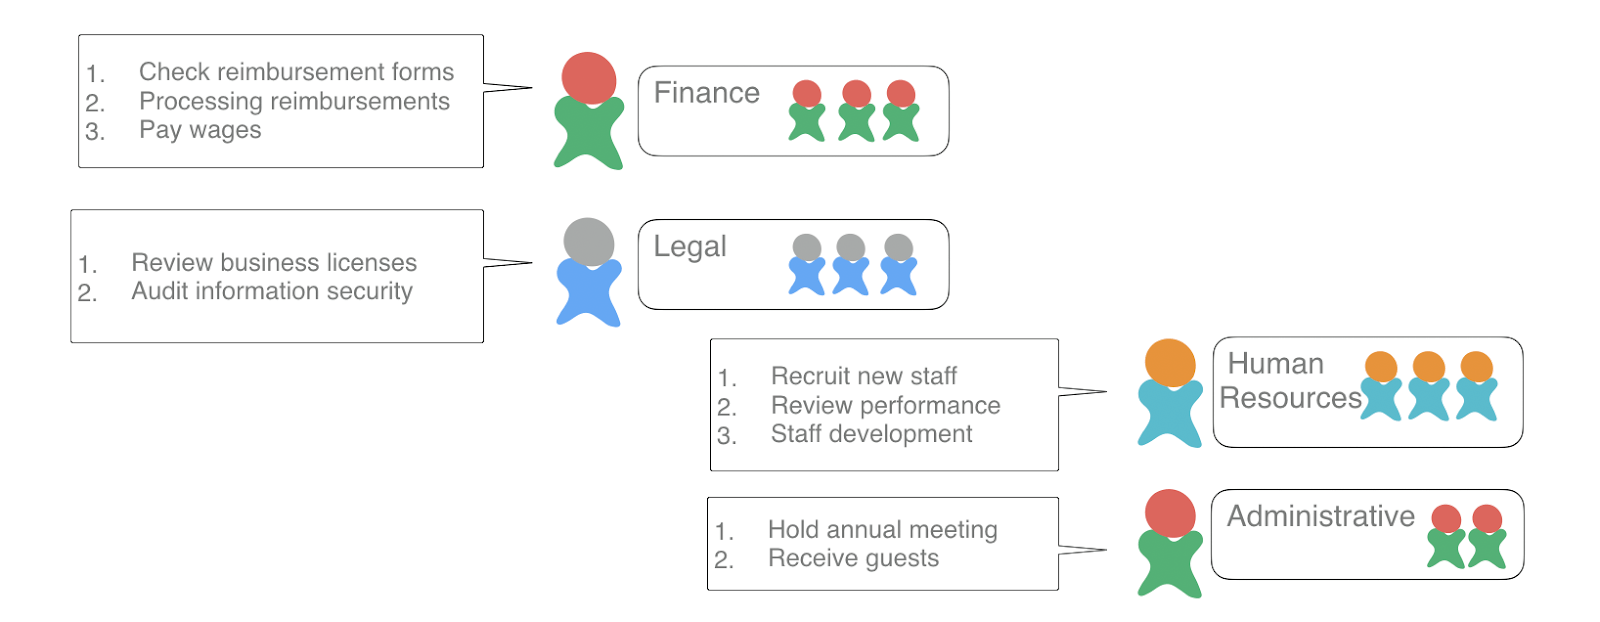 1. Check reimbursement forms
2. Processing reimbursements
3. Pay wages
Finance
1. Review business licenses
2. Audit information security
Legal
1. Recruit new staff
2. Review performance
3. Staff development
Human
Resources
1. Hold annual meeting
2. Receive guests
Administrative